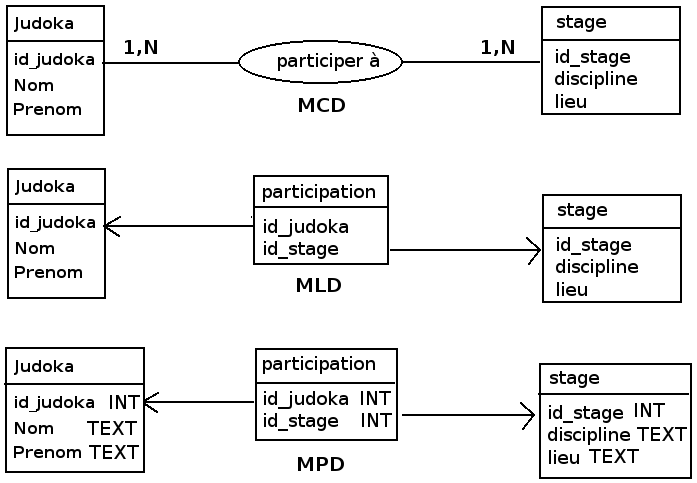 Judoka
id_judoka
Nom
Prenom
1,N
participer à
1,N
stage
id_stage
discipline
lieu
MCD
Judoka
id_judoka
Nom
Prenom
participation
id_judoka
id_stage
stage
id_stage
discipline
lieu
MLD
Judoka
id_judoka INT
Nom TEXT
Prenom TEXT
participation
id_judoka INT
id_stage INT
stage
id_stage INT
discipline TEXT
lieu TEXT
MPD